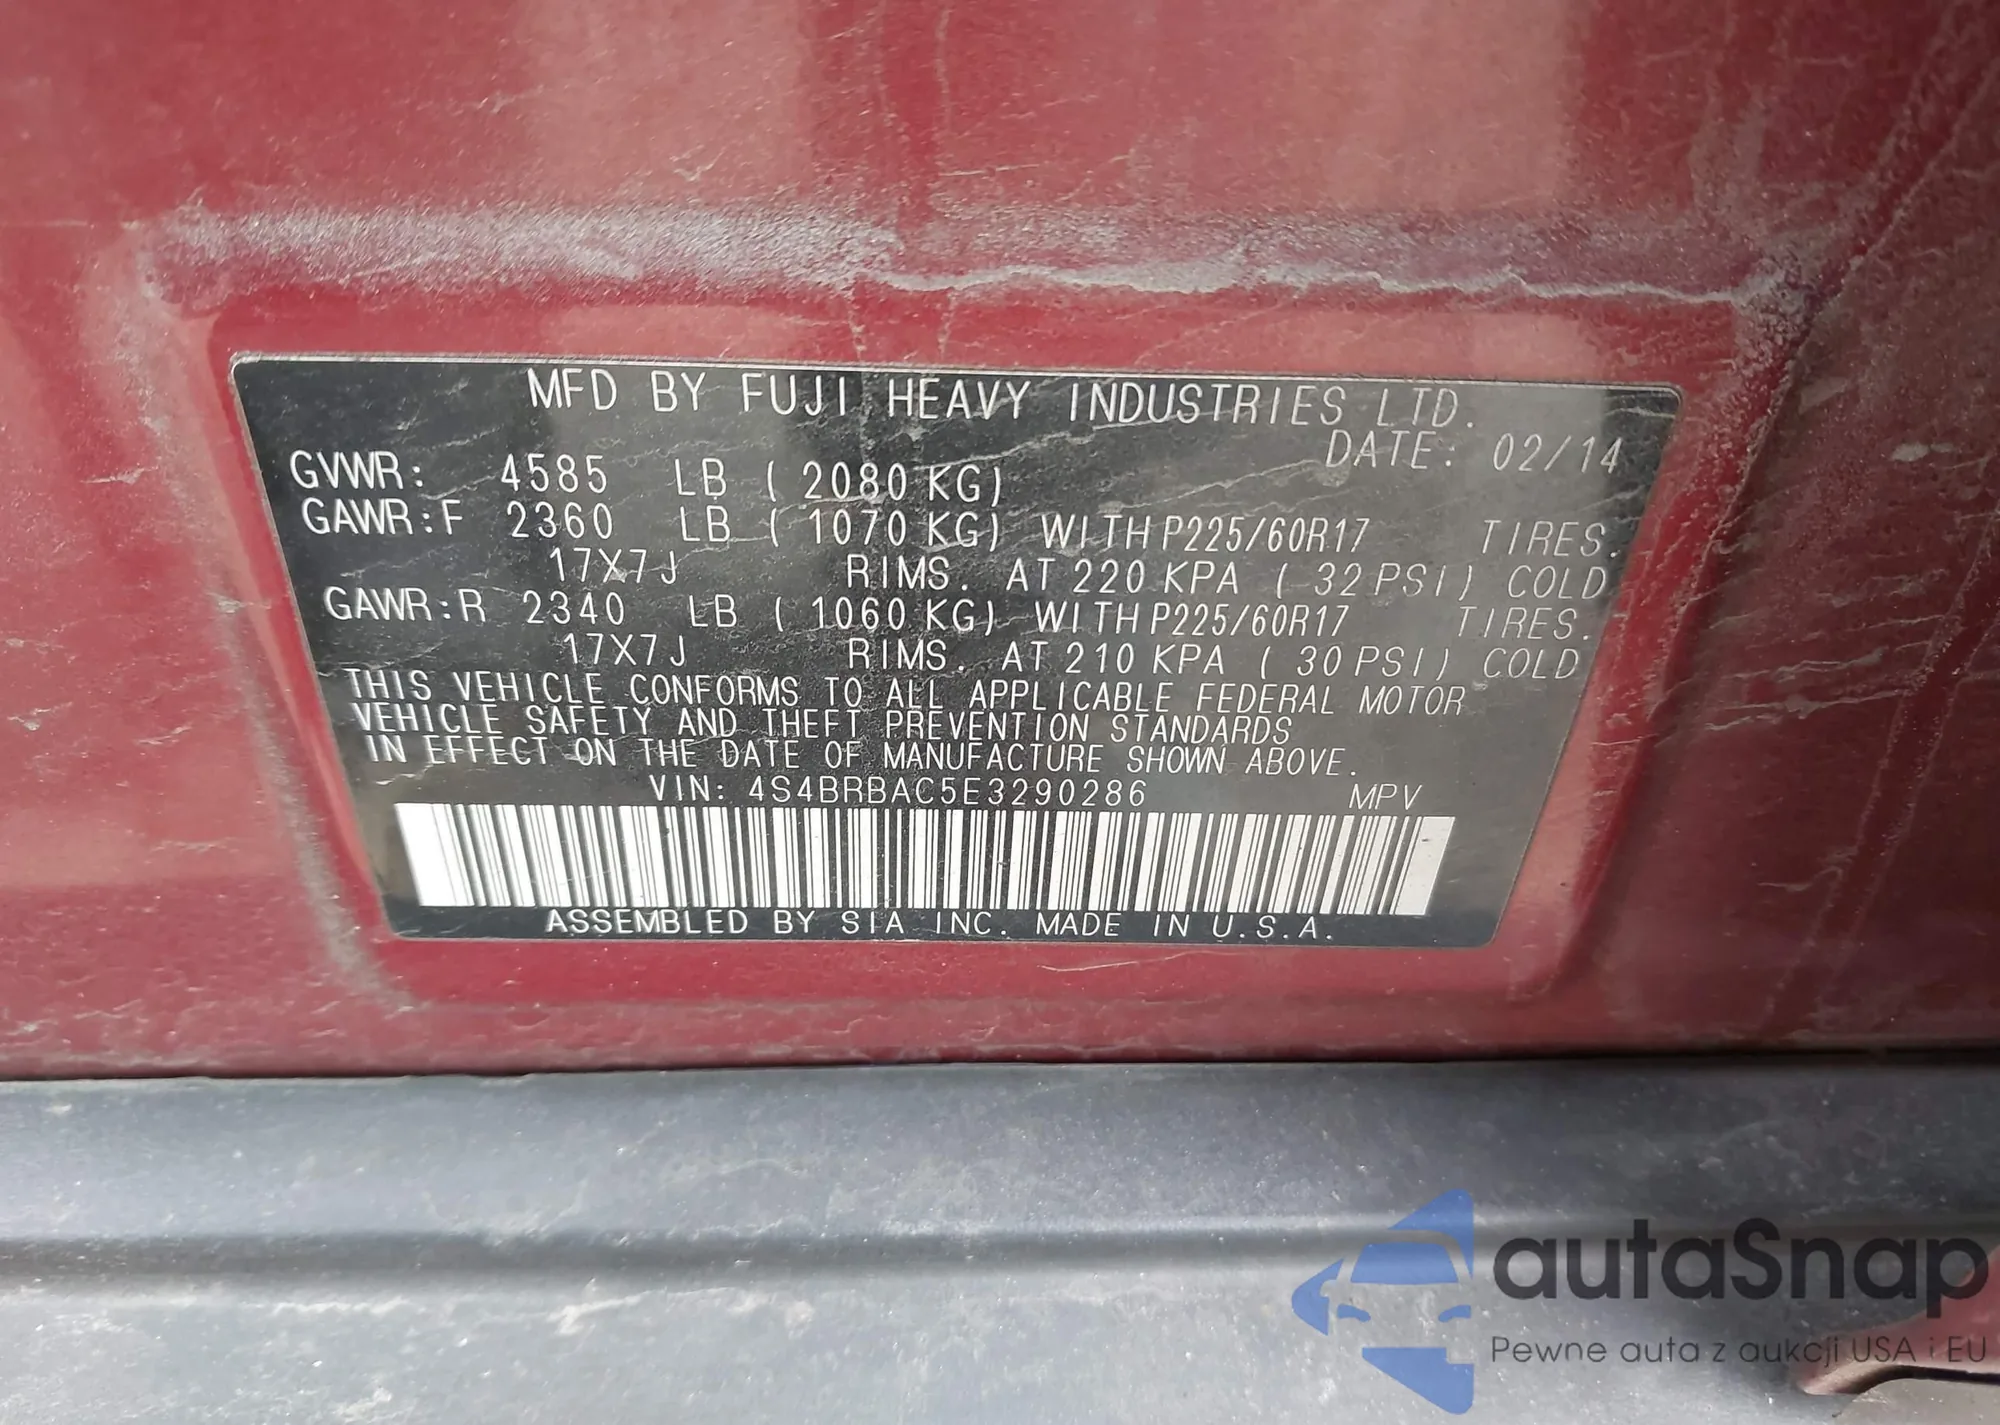 MFD BY FUJI HEAVY INDUSTRIES LTD.
DATE: 02/14
GVWR: 4585 LB ( 2080 KG)
GAWR:F 2360 LB ( 1070 KG) WITH P225/60R17 TIRES.
17X7J RIMS. AT 220 KPA ( 32 PSI) COLD
GAWR:R 2340 LB ( 1060 KG) WITH P225/60R17 TIRES.
17X7J RIMS. AT 210 KPA ( 30 PSI) COLD
THIS VEHICLE CONFORMS TO ALL APPLICABLE FEDERAL MOTOR
VEHICLE SAFETY AND THEFT PREVENTION STANDARDS
IN EFFECT ON THE DATE OF MANUFACTURE SHOWN ABOVE.
VIN: 4S4BRBAC5E3290286 MPV
ASSEMBLED BY SIA INC. MADE IN U.S.A.
autaSnap
Pewne auta z aukcji USA i EU